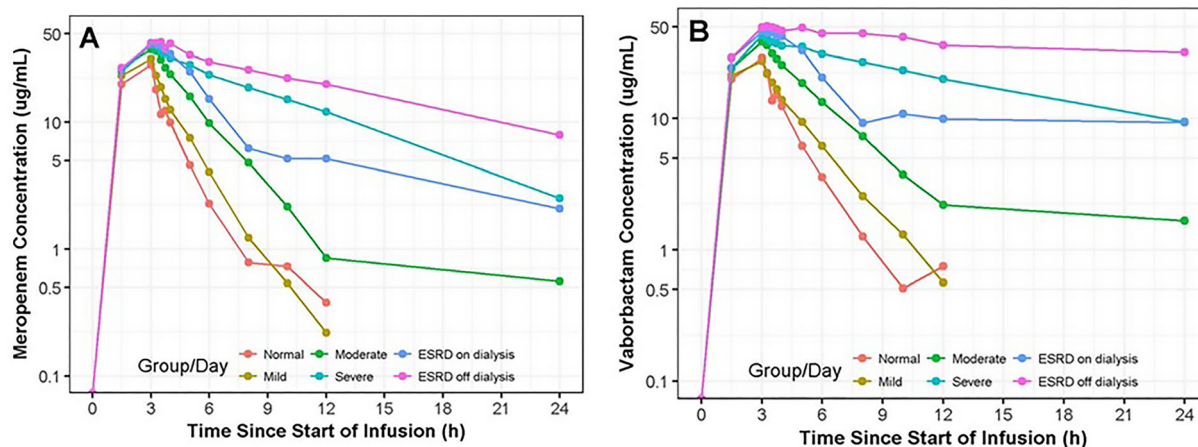 A
Meropenem Concentration (ug/mL)
50
10
5
1
0.5
0.1
Group/Day
Normal
Moderate
ESRD on dialysis
Mild
Severe
ESRD off dialysis
0 3 6 9 12 15 18 21 24
Time Since Start of Infusion (h)
B
Vaborbactam Concentration (ug/mL)
50
10
5
1
0.5
0.1
Group/Day
Normal
Moderate
ESRD on dialysis
Mild
Severe
ESRD off dialysis
0 3 6 9 12 15 18 21 24
Time Since Start of Infusion (h)